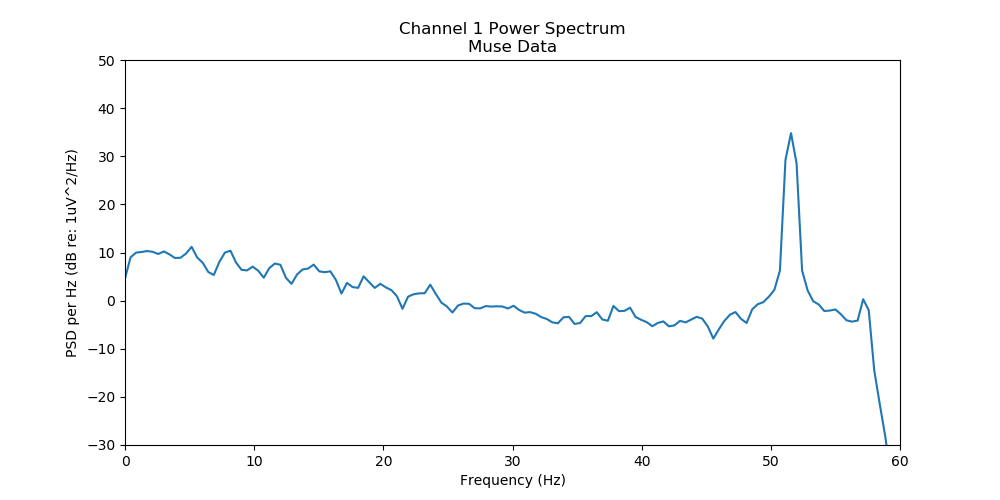 Channel 1 Power Spectrum
Muse Data
50
40
30
20
10
0
−10
−20
−30
PSD per Hz (dB re: 1uV^2/Hz)
0 10 20 30 40 50 60
Frequency (Hz)